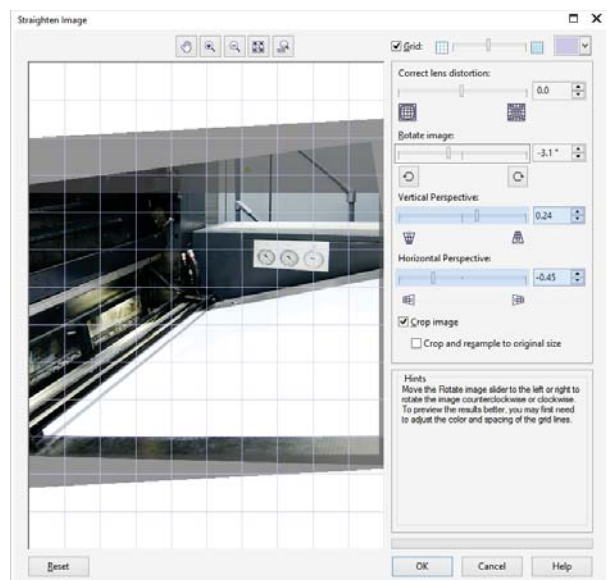 Straighten Image
Grid:
Correct lens distortion:
0.0
Rotate image:
-3.1 °
Vertical Perspective:
0.24
Horizontal Perspective:
-0.45
Crop image
Crop and resample to original size
Hints
Move the Rotate image slider to the left or right to
rotate the image counterclockwise or clockwise.
To preview the results better, you may first need
to adjust the color and spacing of the grid lines.
Reset
OK
Cancel
Help